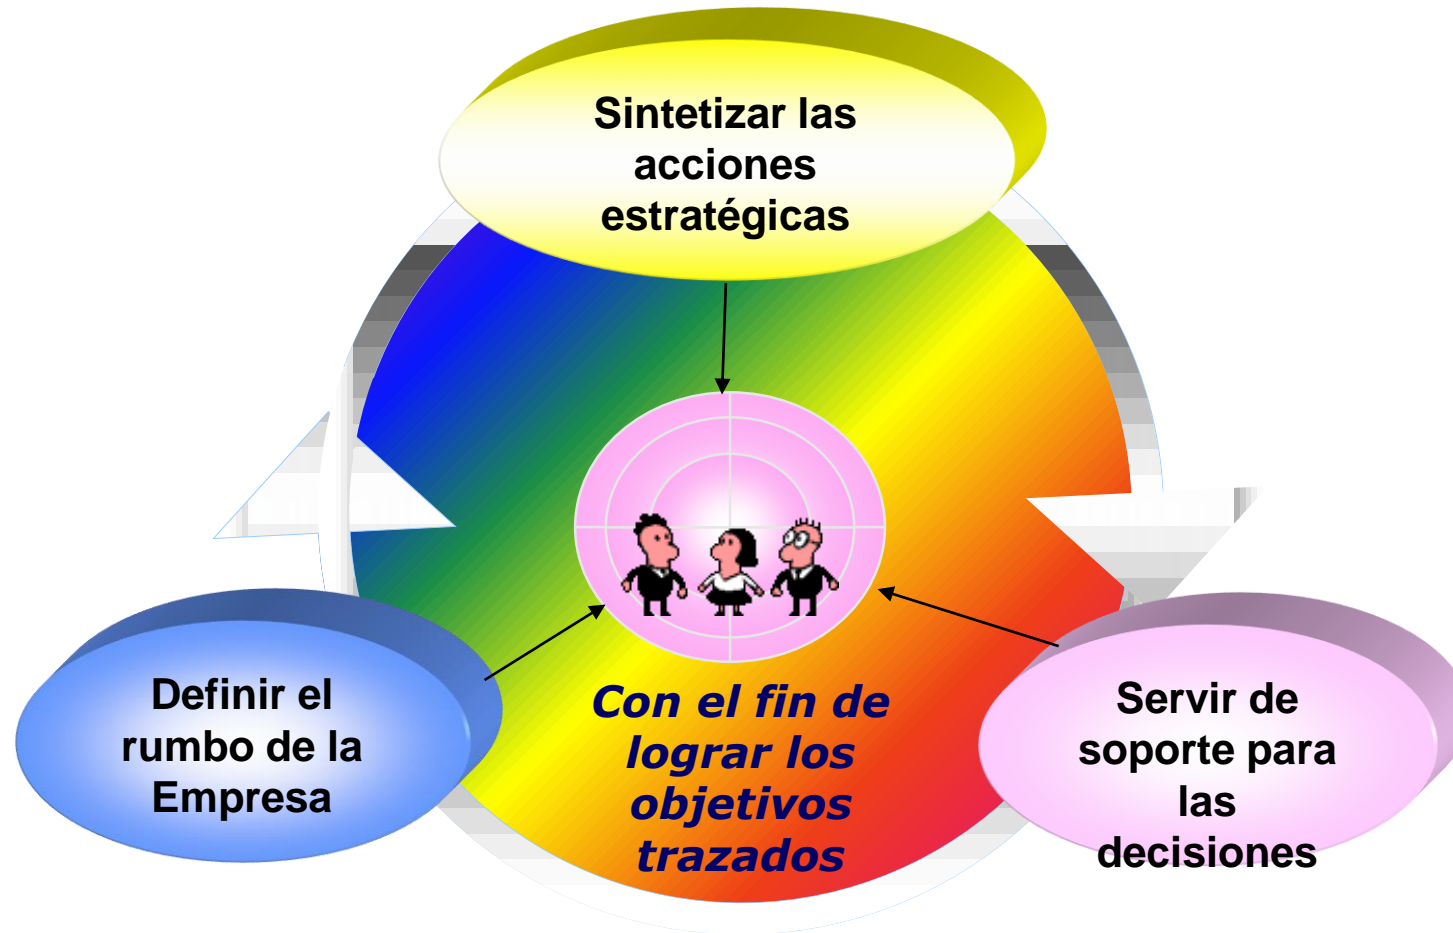 Sintetizar las
acciones
estratégicas
Definir el
rumbo de la
Empresa
Con el fin de
lograr los
objetivos
trazados
Servir de
soporte para
las
decisiones